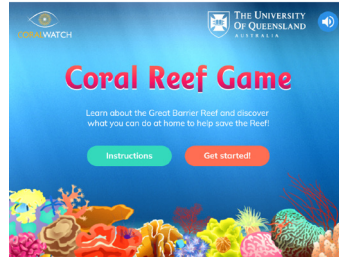 CORALWATCH
THE UNIVERSITY
OF QUEENSLAND
AUSTRALIA
Coral Reef Game
Learn about the Great Barrier Reef and discover
what you can do at home to help save the Reef!
Instructions
Get started!